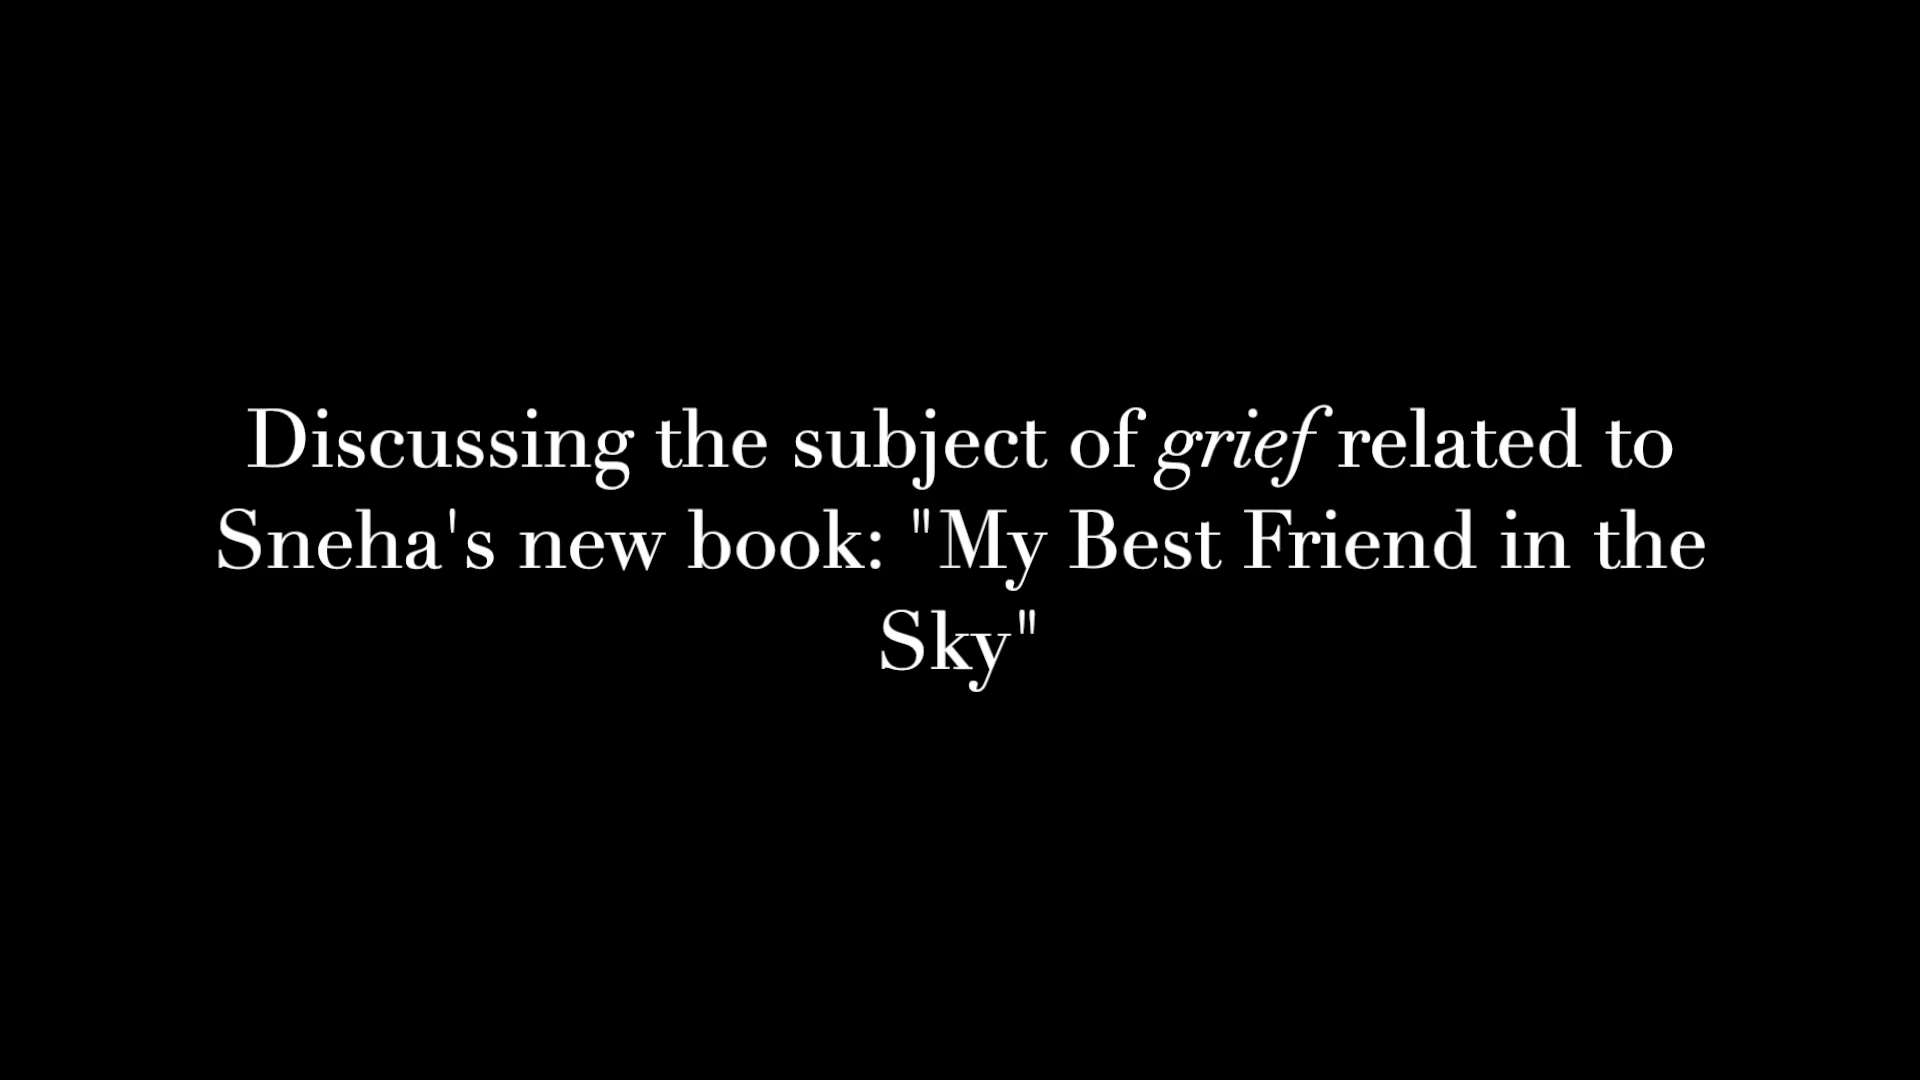 Discussing the subject of grief related to
Sneha's new book: "My Best Friend in the
Sky"